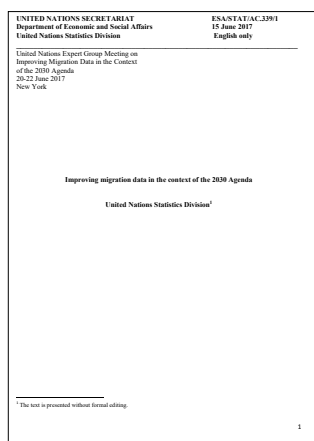 UNITED NATIONS SECRETARIAT ESA/STAT/AC.339/1
Department of Economic and Social Affairs 15 June 2017
United Nations Statistics Division English only
United Nations Expert Group Meeting on
Improving Migration Data in the Context
of the 2030 Agenda
20-22 June 2017
New York
Improving migration data in the context of the 2030 Agenda
United Nations Statistics Division¹
¹ The text is presented without formal editing.
1